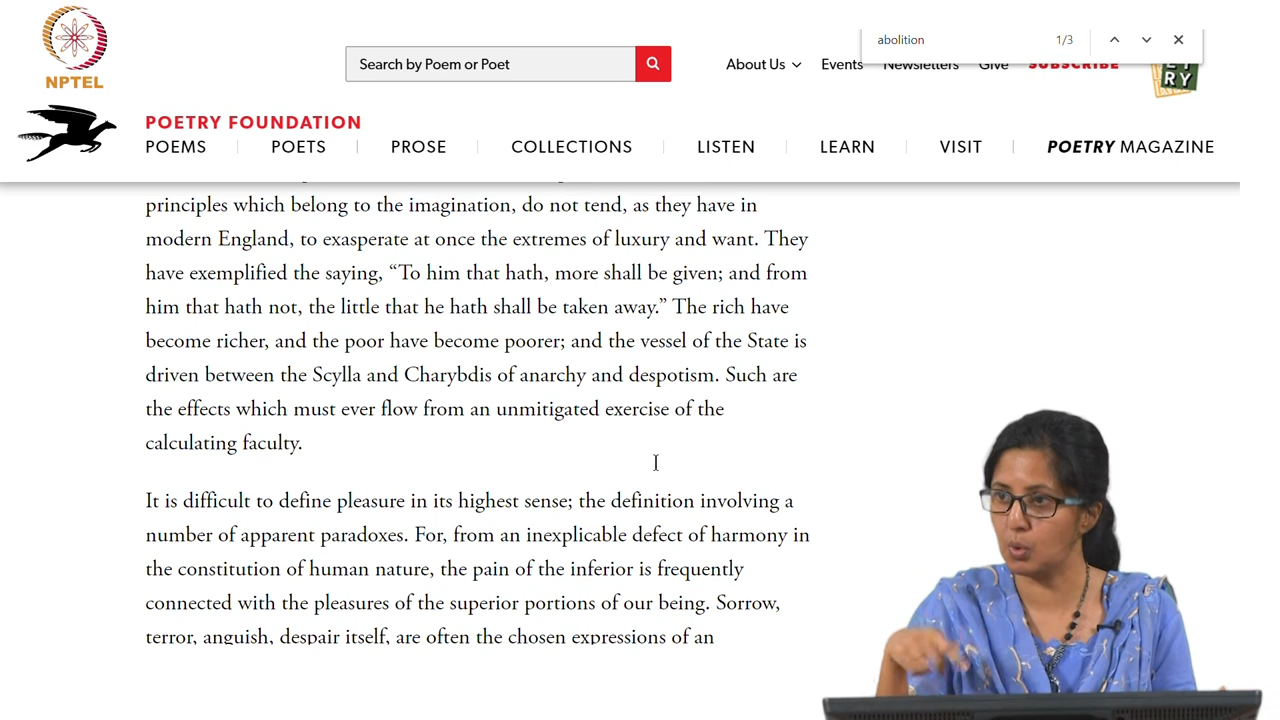 NPTEL
Search by Poem or Poet
abolition 1/3
About Us
Events
Newsletters
Give
SUBSCRIBE
RY
POETRY FOUNDATION
POEMS
POETS
PROSE
COLLECTIONS
LISTEN
LEARN
VISIT
POETRY MAGAZINE
principles which belong to the imagination, do not tend, as they have in
modern England, to exasperate at once the extremes of luxury and want. They
have exemplified the saying, “To him that hath, more shall be given; and from
him that hath not, the little that he hath shall be taken away.” The rich have
become richer, and the poor have become poorer; and the vessel of the State is
driven between the Scylla and Charybdis of anarchy and despotism. Such are
the effects which must ever flow from an unmitigated exercise of the
calculating faculty.
It is difficult to define pleasure in its highest sense; the definition involving a
number of apparent paradoxes. For, from an inexplicable defect of harmony in
the constitution of human nature, the pain of the inferior is frequently
connected with the pleasures of the superior portions of our being. Sorrow,
terror, anguish, despair itself, are often the chosen expressions of an